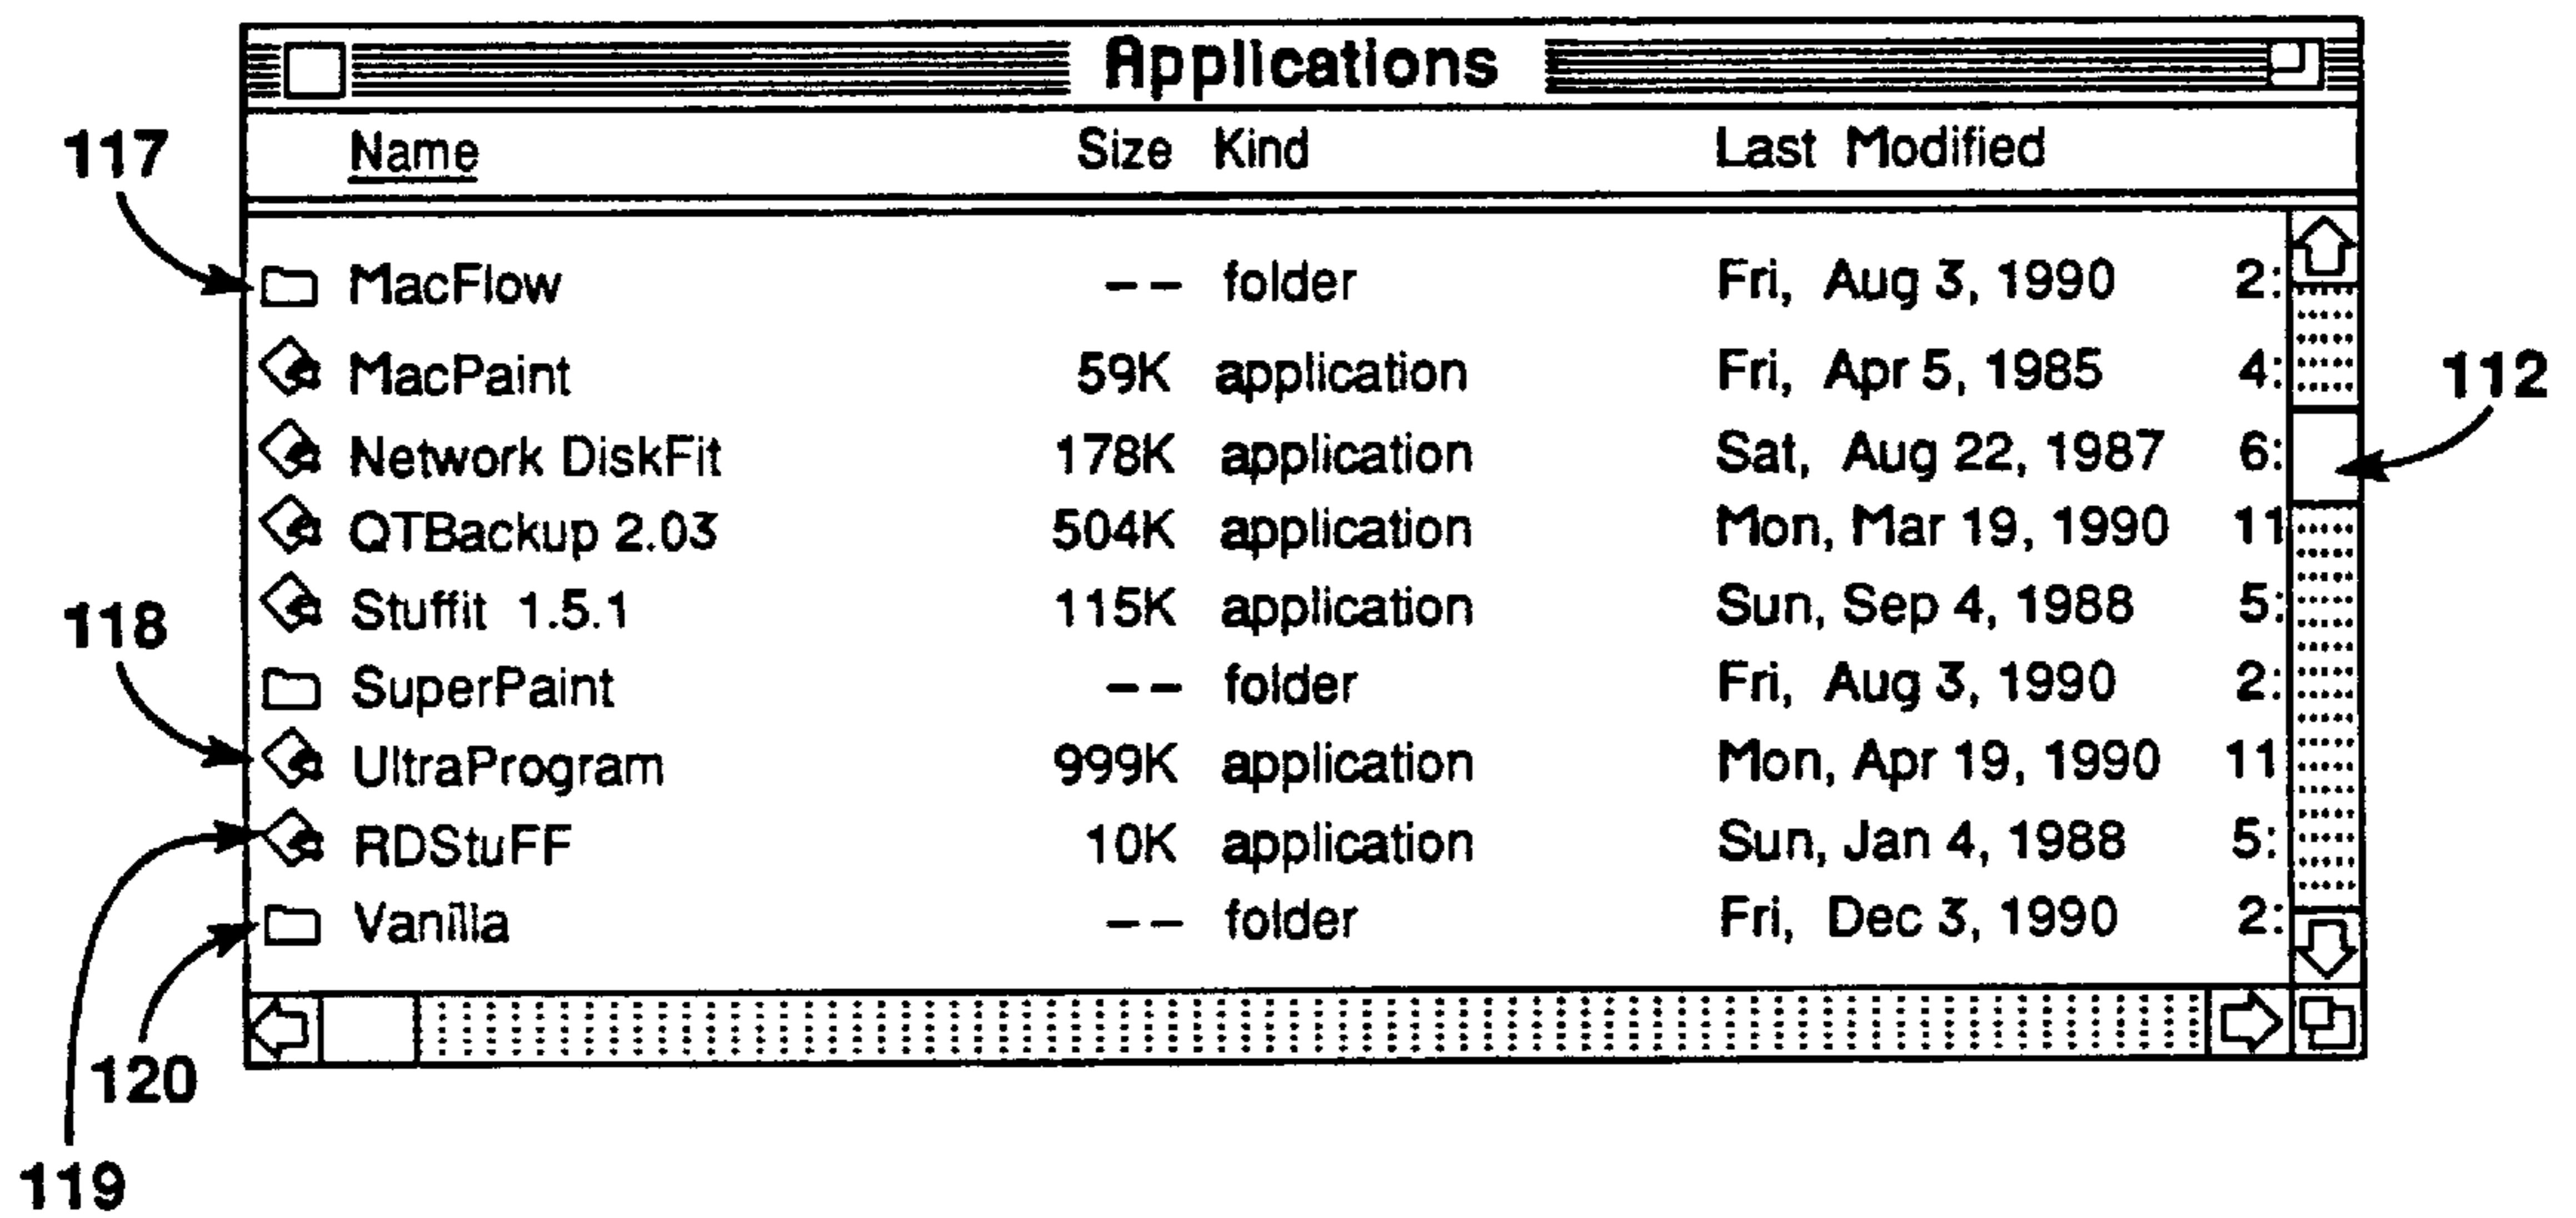 Applications
Name Size Kind Last Modified
117
MacFlow -- folder Fri, Aug 3, 1990 2:
MacPaint 59K application Fri, Apr 5, 1985 4:
112
Network DiskFit 178K application Sat, Aug 22, 1987 6:
QTBackup 2.03 504K application Mon, Mar 19, 1990 11
Stuffit 1.5.1 115K application Sun, Sep 4, 1988 5:
118
SuperPaint -- folder Fri, Aug 3, 1990 2:
UltraProgram 999K application Mon, Apr 19, 1990 11
RDStuFF 10K application Sun, Jan 4, 1988 5:
Vanilla -- folder Fri, Dec 3, 1990 2:
120
119